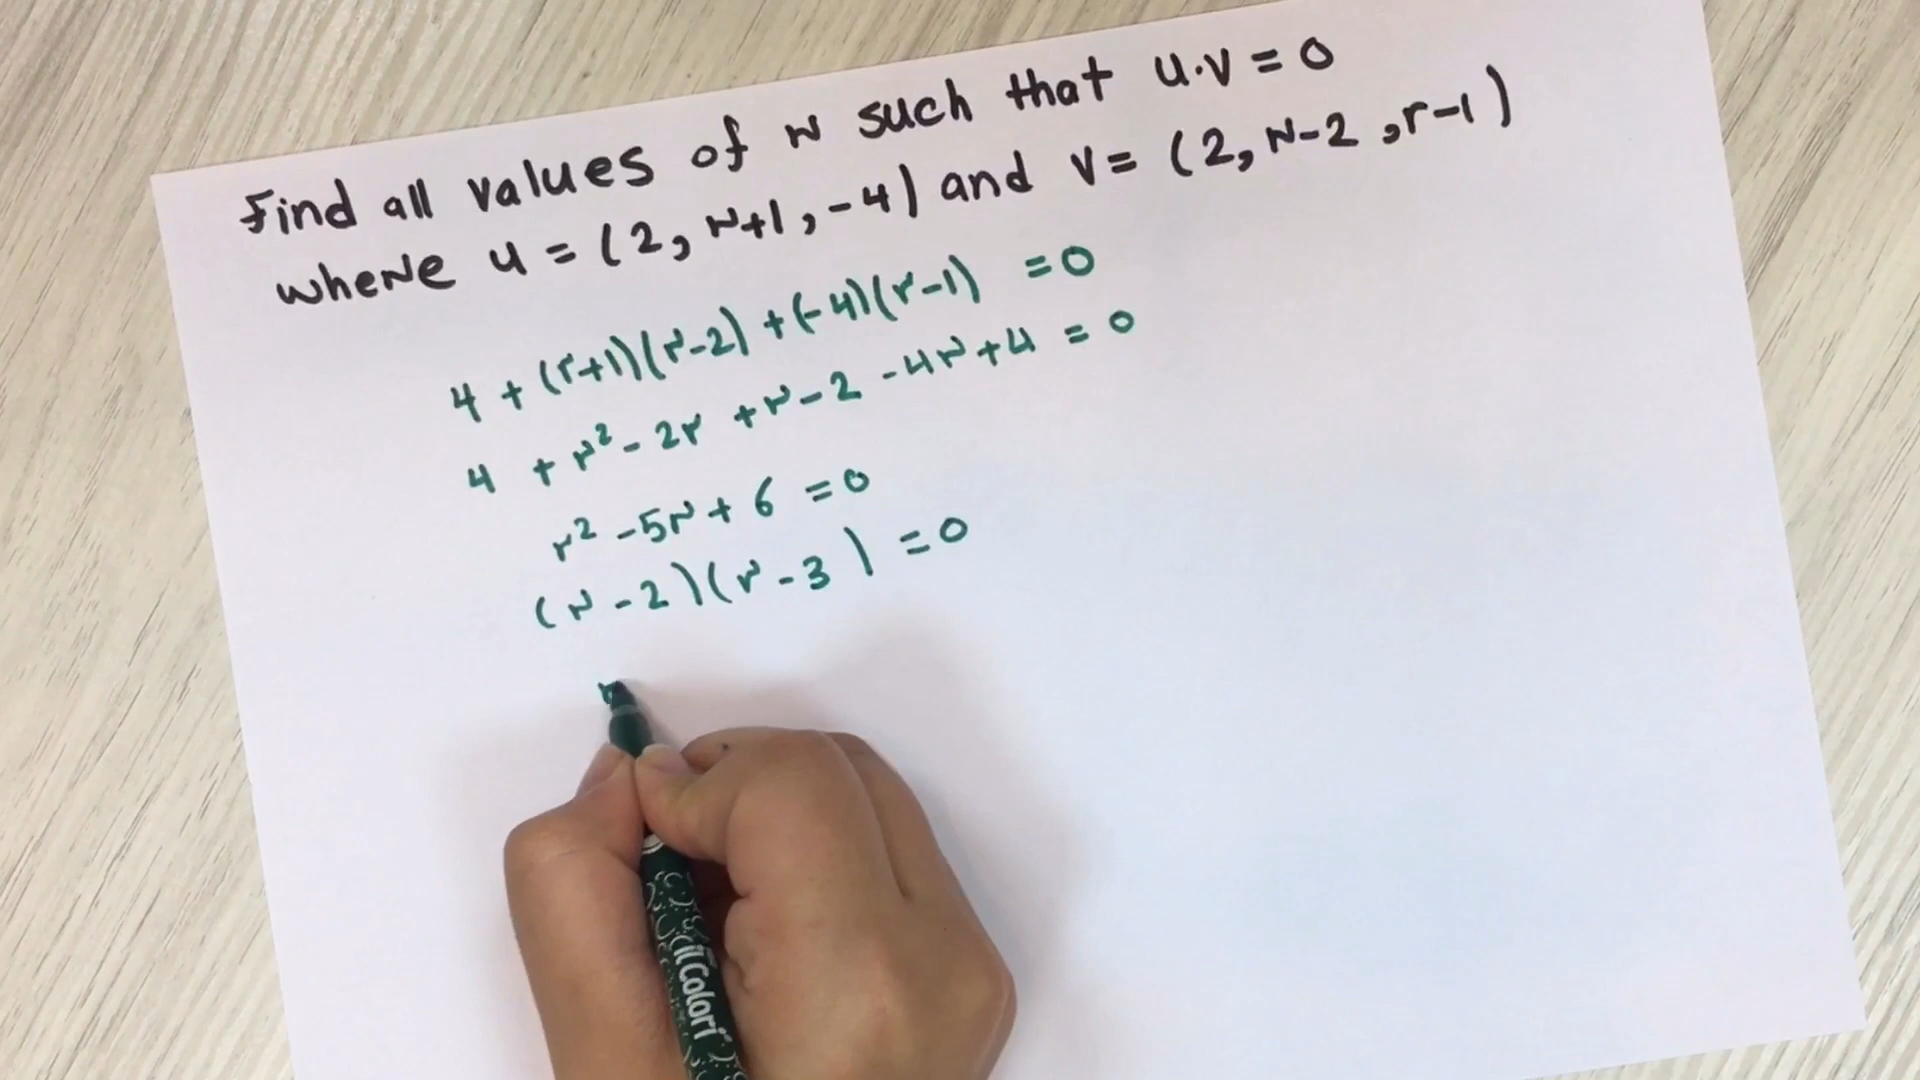 Find all values of r such that u·v = 0
where u = (2, r+1, -4) and v = (2, r-2, r-1)
4 + (r+1)(r-2) + (-4)(r-1) = 0
4 + r² - 2r + r - 2 - 4r + 4 = 0
r² - 5r + 6 = 0
(r - 2)(r - 3) = 0